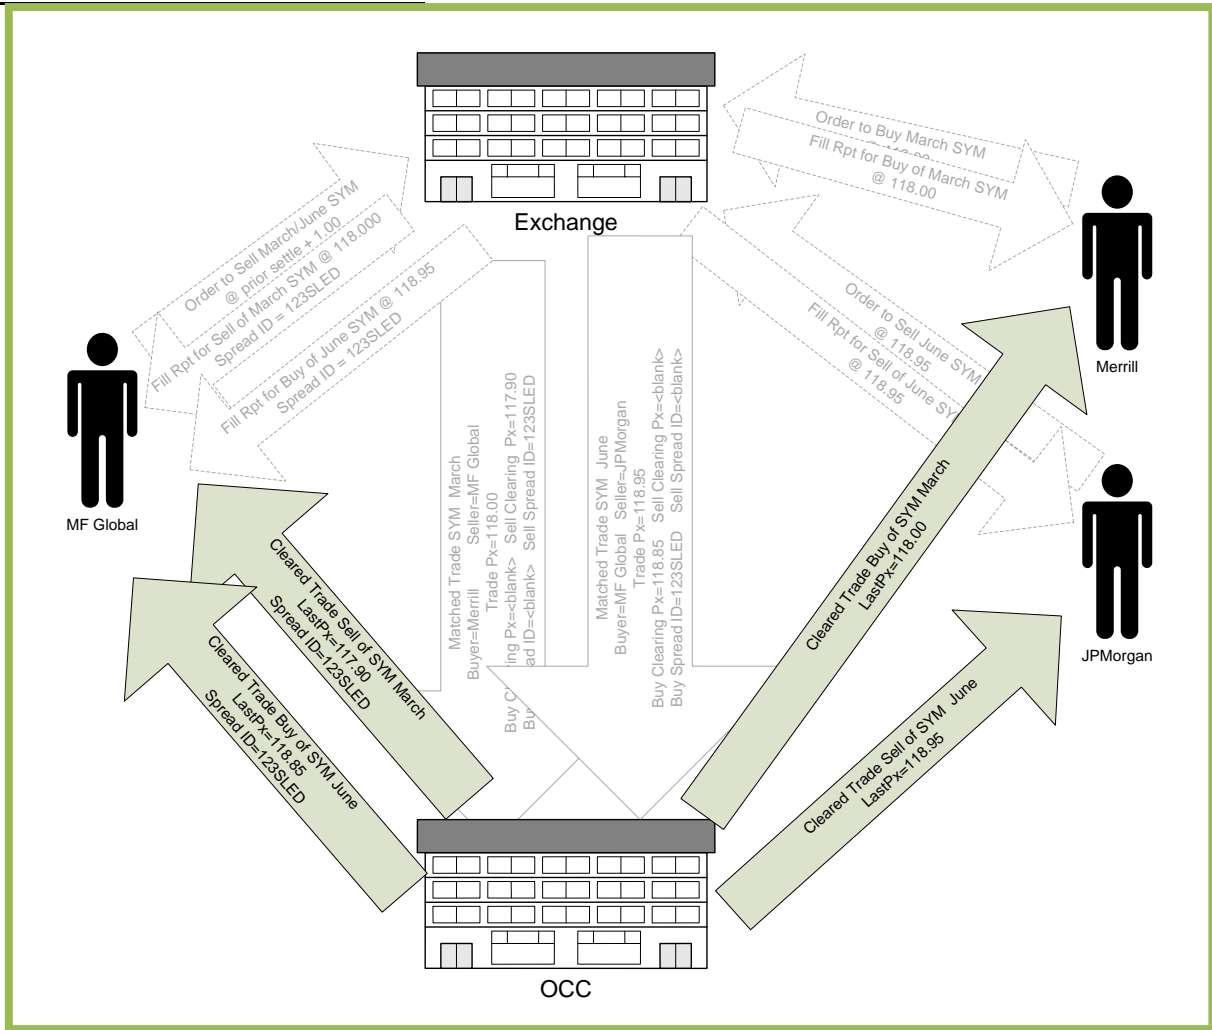 Exchange
Order to Buy March SYM
Fill Rpt for Buy of March SYM
@ 118.00
Merrill
Order to Sell March/June SYM
@ prior settle + 1.00
Fill Rpt for Sell of March SYM @ 118.000
Spread ID = 123SLED
Fill Rpt for Buy of June SYM @ 118.95
Spread ID = 123SLED
MF Global
Order to Sell June SYM
@ 118.95
Fill Rpt for Sell of June SYM
@ 118.95
JPMorgan
Matched Trade SYM March
Buyer=Merrill Seller=MF Global
Trade Px=118.00
Buy Clearing Px=<blank> Sell Clearing Px=117.90
ad ID=<blank> Sell Spread ID=123SLED
Matched Trade SYM June
Buyer=MF Global Seller=JPMorgan
Trade Px=118.95
Buy Clearing Px=118.85 Sell Clearing Px=<blank>
Buy Spread ID=123SLED Sell Spread ID=<blank>
Cleared Trade Sell of SYM March
LastPx=117.90
Spread ID=123SLED
Cleared Trade Buy of SYM June
LastPx=118.85
Spread ID=123SLED
Cleared Trade Buy of SYM March
LastPx=118.00
Cleared Trade Sell of SYM June
LastPx=118.95
OCC